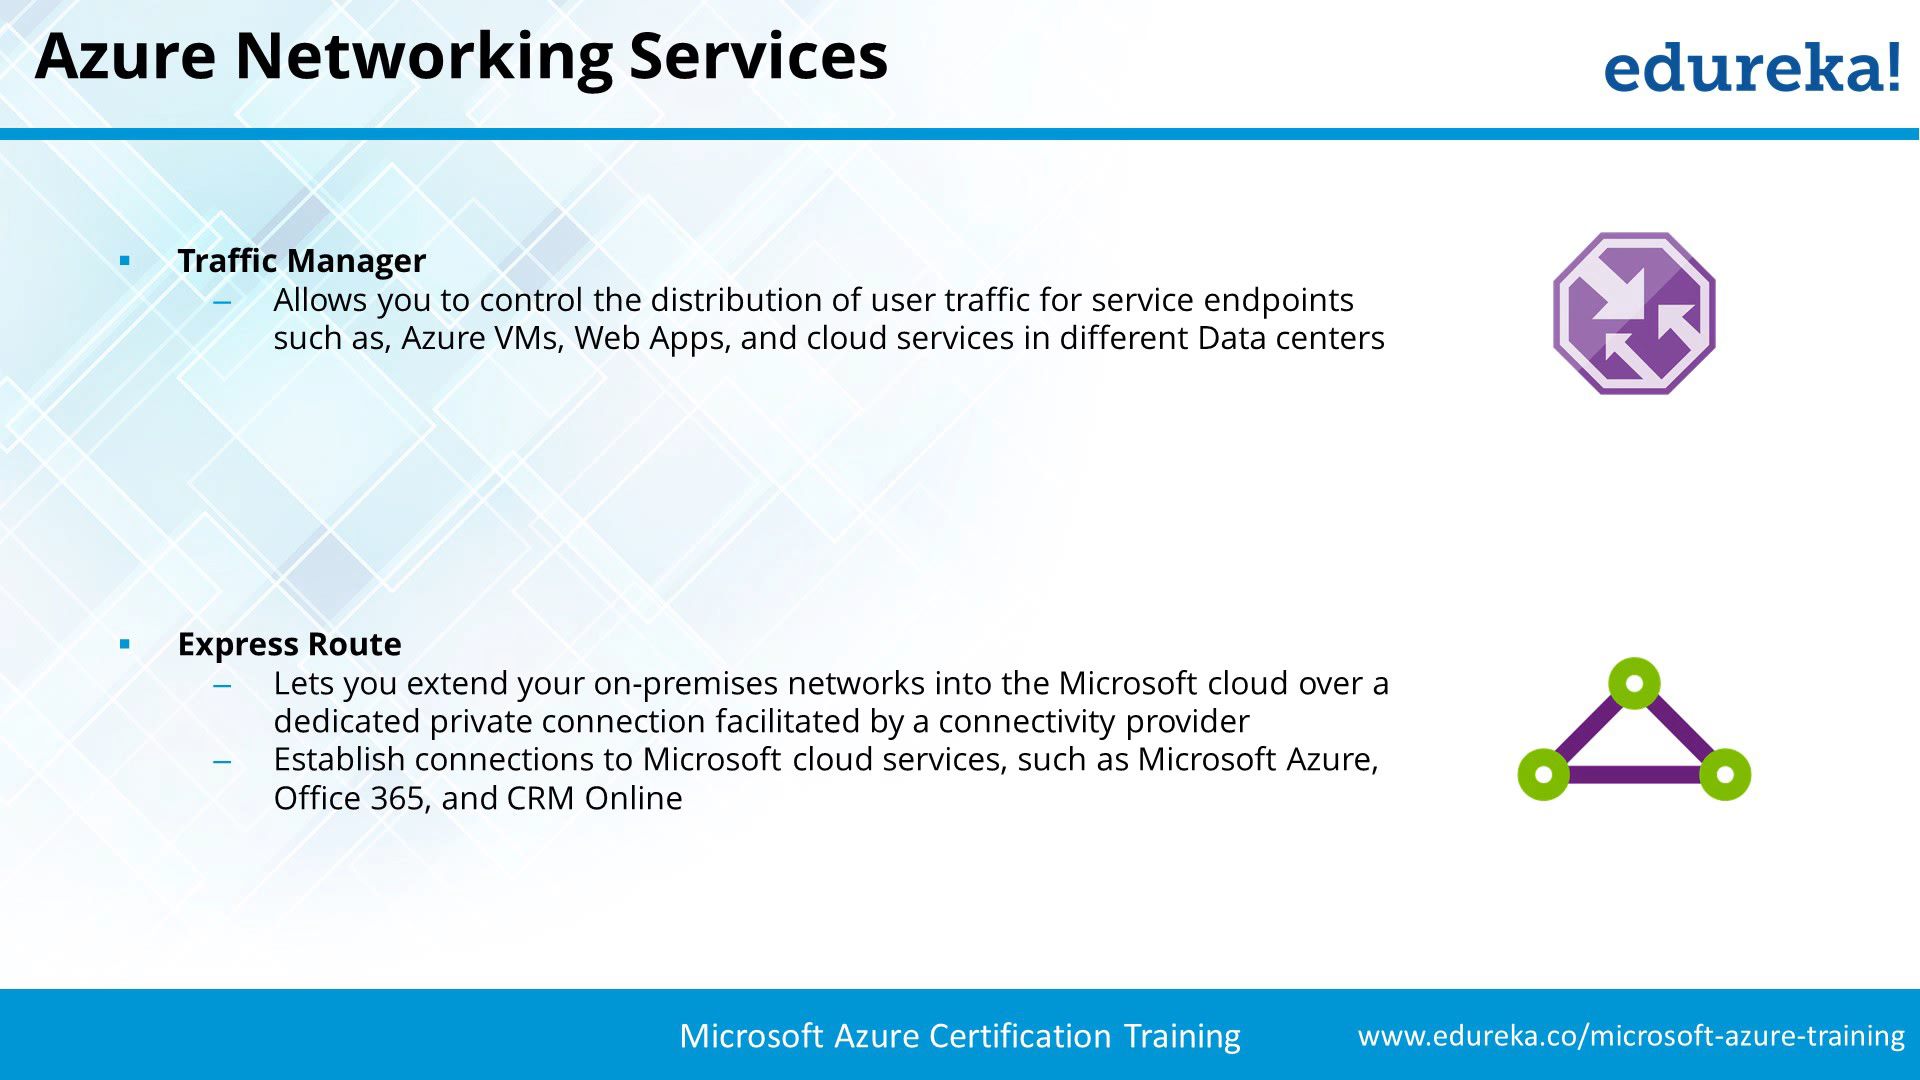 Azure Networking Services
edureka!
▪ Traffic Manager
– Allows you to control the distribution of user traffic for service endpoints
such as, Azure VMs, Web Apps, and cloud services in different Data centers
▪ Express Route
– Lets you extend your on-premises networks into the Microsoft cloud over a
dedicated private connection facilitated by a connectivity provider
– Establish connections to Microsoft cloud services, such as Microsoft Azure,
Office 365, and CRM Online
Microsoft Azure Certification Training
www.edureka.co/microsoft-azure-training